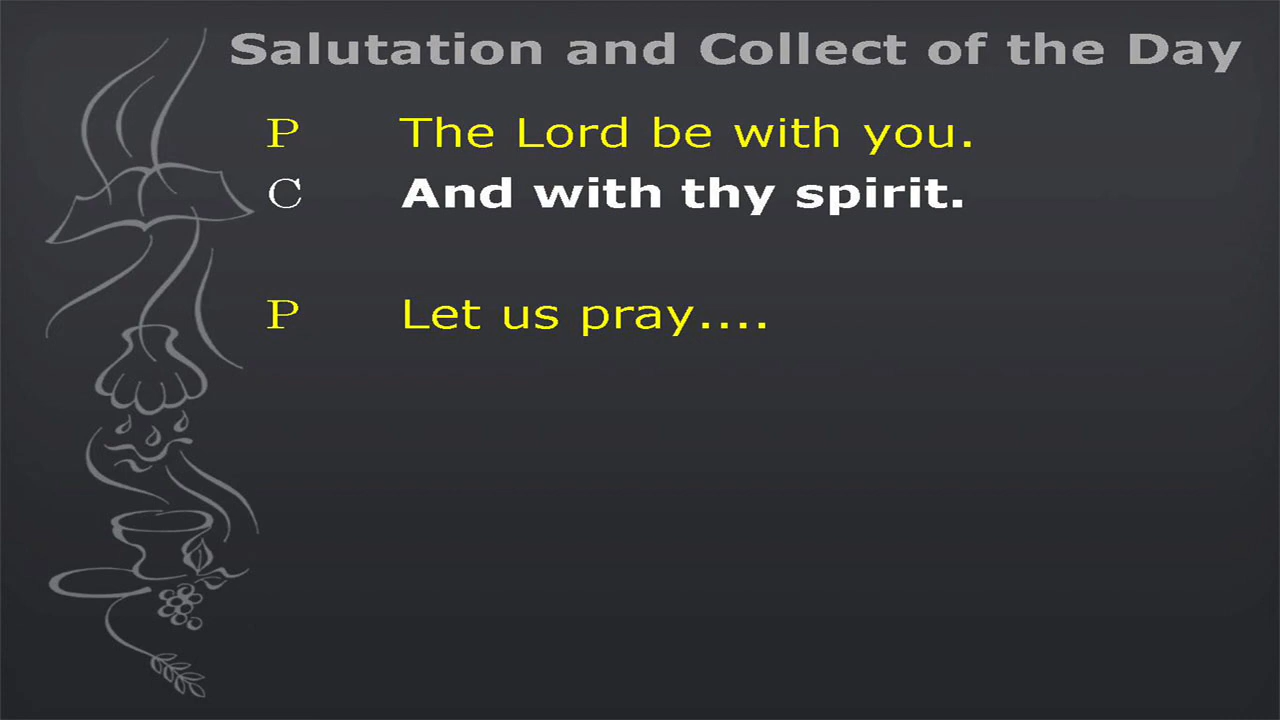 Salutation and Collect of the Day
P The Lord be with you.
C And with thy spirit.
P Let us pray....